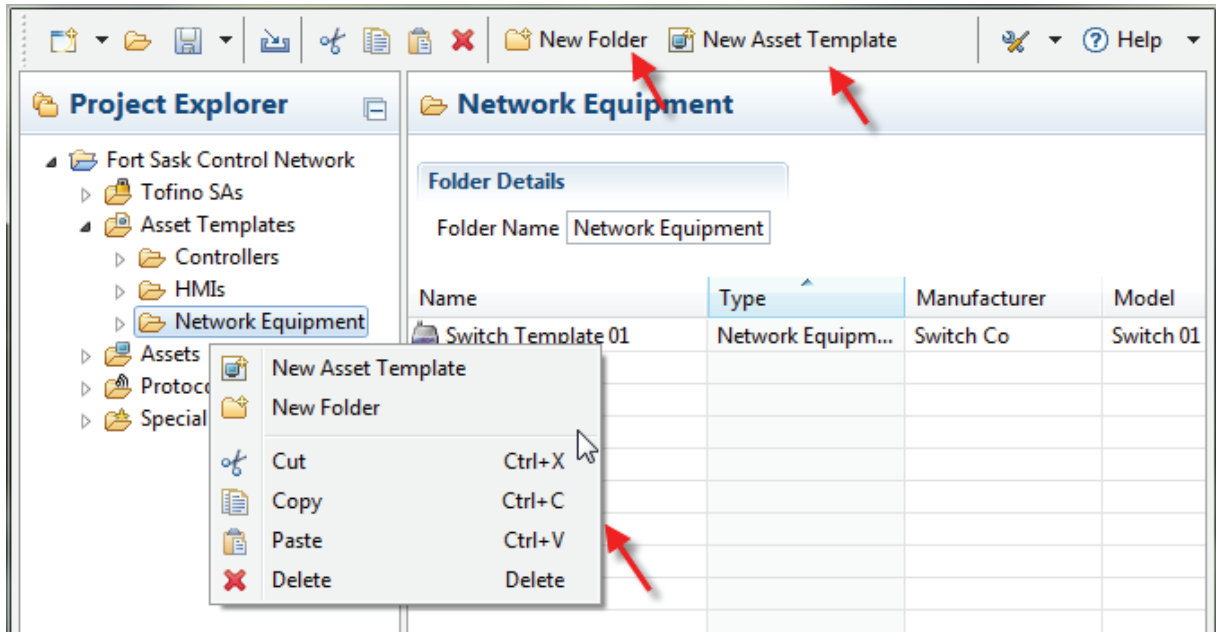 New Folder New Asset Template Help
Project Explorer
Fort Sask Control Network
Tofino SAs
Asset Templates
Controllers
HMIs
Network Equipment
Assets
Protoco
Special
New Asset Template
New Folder
Cut Ctrl+X
Copy Ctrl+C
Paste Ctrl+V
Delete Delete
Network Equipment
Folder Details
Folder Name Network Equipment
Name Type Manufacturer Model
Switch Template 01 Network Equipm... Switch Co Switch 01